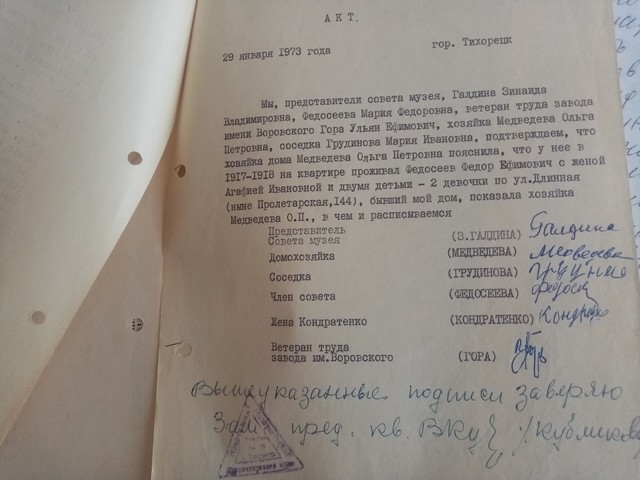 А К Т.
29 января 1973 года гор. Тихорецк
Мы, представители совета музея, Галдина Зинаида
Владимировна, Федосеева Мария Федоровна, ветеран труда завода
имени Воровского Гора Ульян Ефимович, хозяйка Медведева Ольга
Петровна, соседка Грудинова Мария Ивановна, подтверждаем, что
хозяйка дома Медведева Ольга Петровна пояснила, что у нее в
1917-1918 на квартире проживал Федосеев Федор Ефимович с женой
Агафией Ивановной и двумя детьми - 2 девочки по ул.Длинная
(ныне Пролетарская,144), бывший мой дом, показала хозяйка
Медведева О.П., в чем и расписываемся
Представитель
Совета музея (З.ГАЛДИНА) Галдина
Домохозяйка (МЕДВЕДЕВА) Медведева
Соседка (ГРУДИНОВА)
Член совета (ФЕДОСЕЕВА)
Жена Кондратенко (КОНДРАТЕНКО)
Ветеран труда
завода им.Воровского (ГОРА)
Вышеуказанные подписи заверяю
Зам пред. кв.